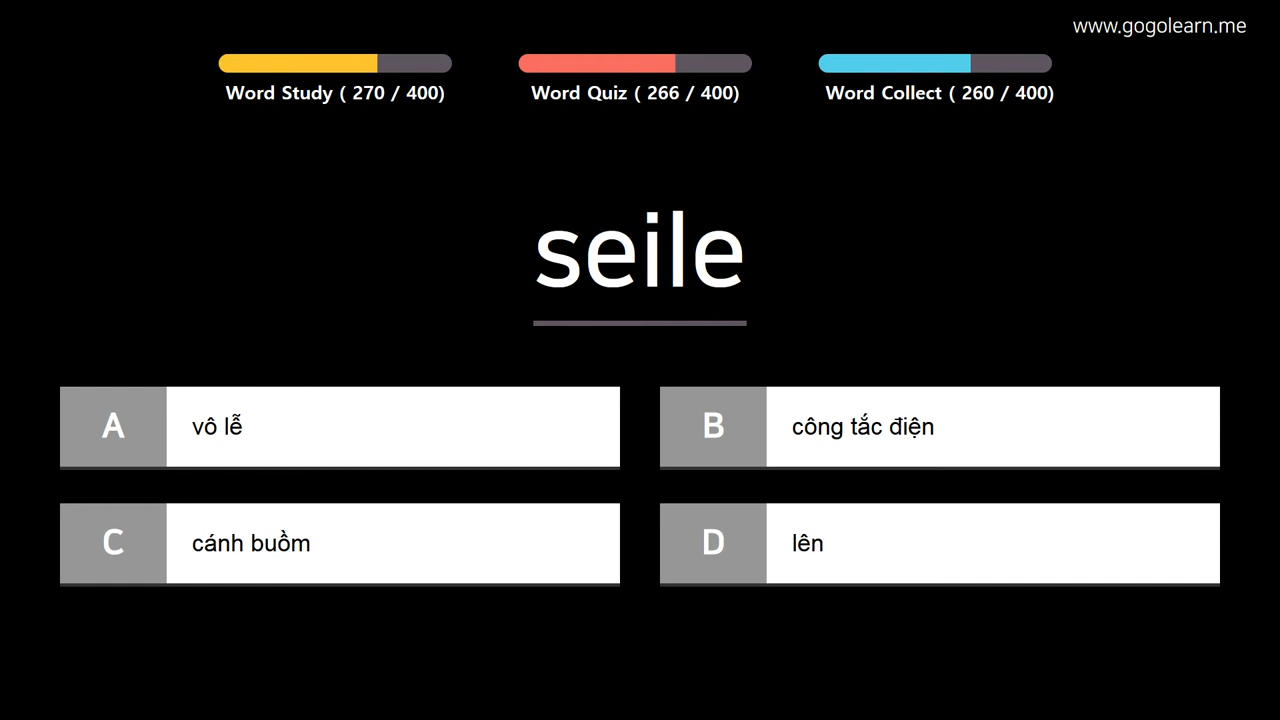 www.gogolearn.me
Word Study ( 270 / 400)
Word Quiz ( 266 / 400)
Word Collect ( 260 / 400)
seile
A vô lễ
B công tắc điện
C cánh buồm
D lên